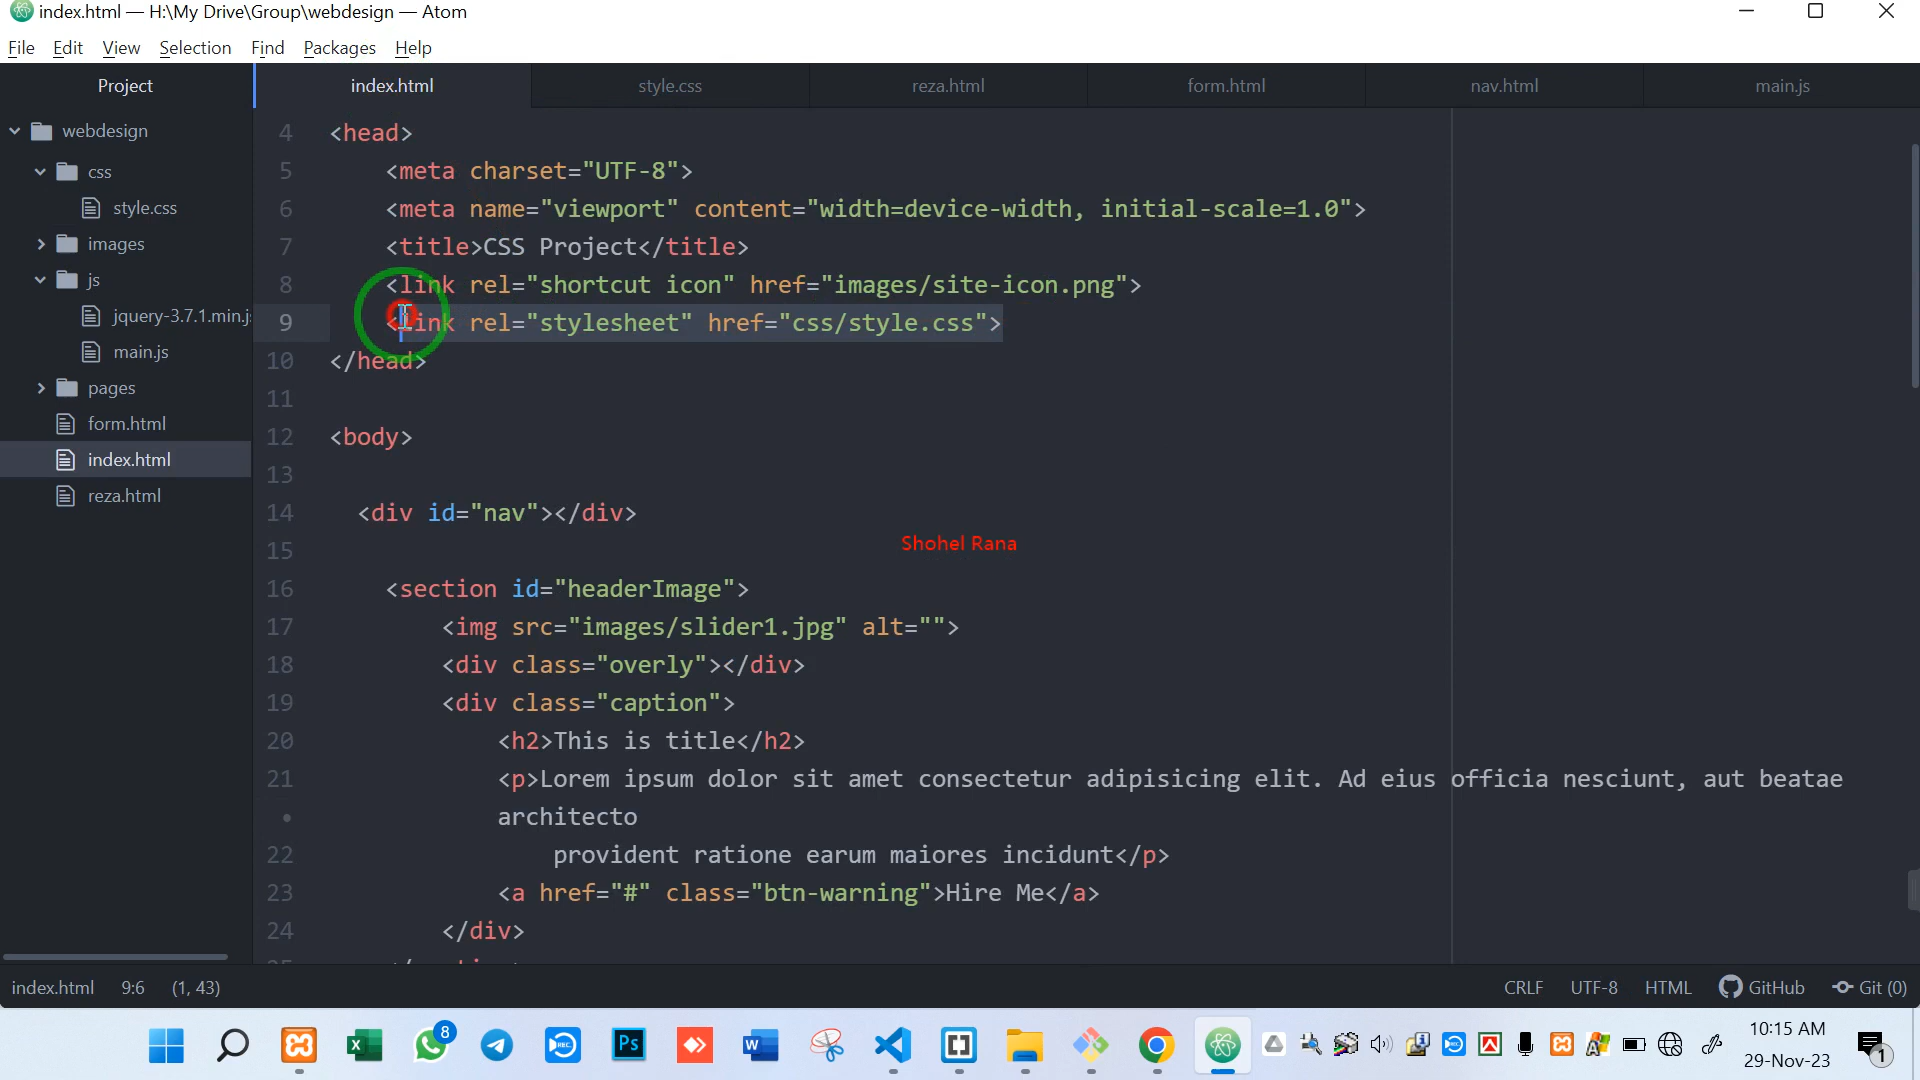 index.html — H:\My Drive\Group\webdesign — Atom
File Edit View Selection Find Packages Help
Project
index.html style.css reza.html form.html nav.html main.js
webdesign
css
style.css
images
js
jquery-3.7.1.min.j
main.js
pages
form.html
index.html
reza.html
4 <head>
5 <meta charset="UTF-8">
6 <meta name="viewport" content="width=device-width, initial-scale=1.0">
7 <title>CSS Project</title>
8 <link rel="shortcut icon" href="images/site-icon.png">
9 <link rel="stylesheet" href="css/style.css">
10 </head>
11
12 <body>
13
14 <div id="nav"></div>
15
Shohel Rana
16 <section id="headerImage">
17 <img src="images/slider1.jpg" alt="">
18 <div class="overly"></div>
19 <div class="caption">
20 <h2>This is title</h2>
21 <p>Lorem ipsum dolor sit amet consectetur adipisicing elit. Ad eius officia nesciunt, aut beatae
architecto
22 provident ratione earum maiores incidunt</p>
23 <a href="#" class="btn-warning">Hire Me</a>
24 </div>
index.html 9:6 (1, 43) CRLF UTF-8 HTML GitHub Git (0)
8
REC
Ps
10:15 AM
29-Nov-23
1